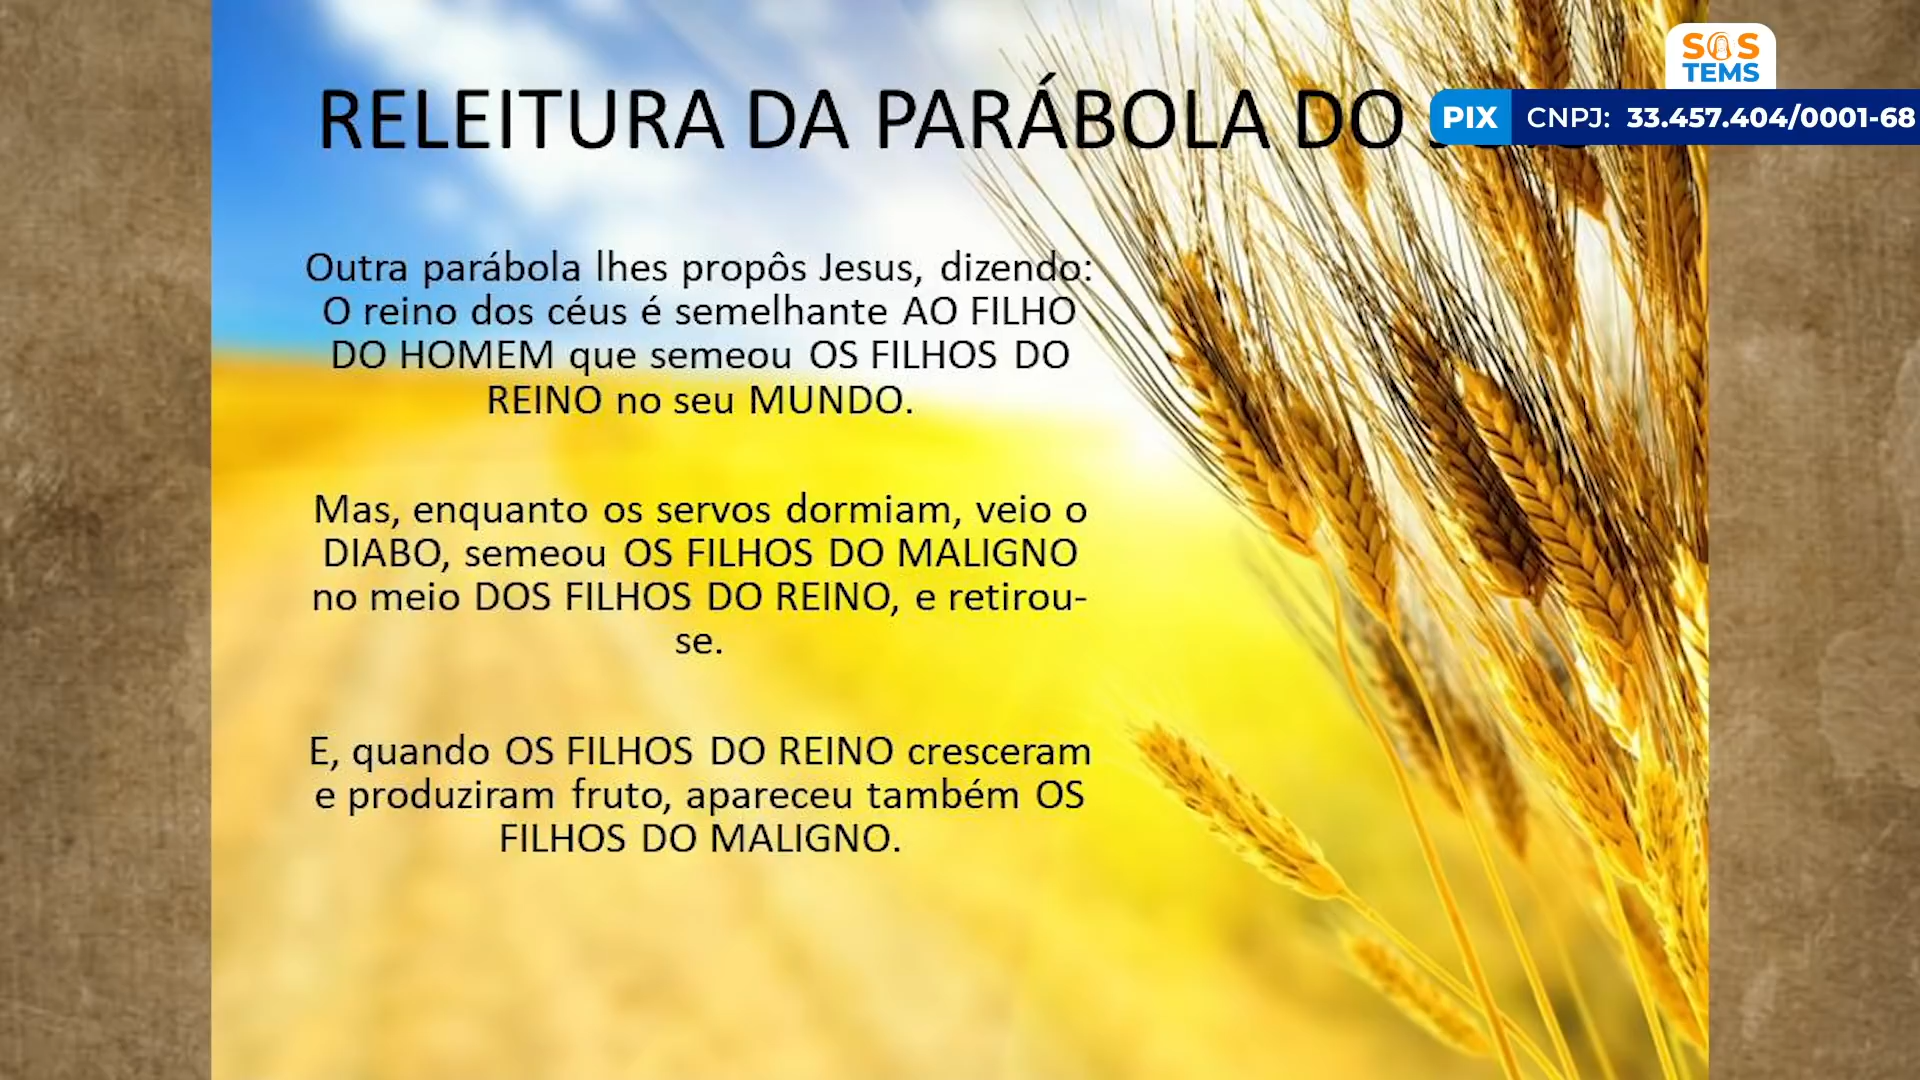 SOS
TEMS
PIX CNPJ: 33.457.404/0001-68
RELEITURA DA PARÁBOLA DO
Outra parábola lhes propôs Jesus, dizendo:
O reino dos céus é semelhante AO FILHO
DO HOMEM que semeou OS FILHOS DO
REINO no seu MUNDO.
Mas, enquanto os servos dormiam, veio o
DIABO, semeou OS FILHOS DO MALIGNO
no meio DOS FILHOS DO REINO, e retirou-
se.
E, quando OS FILHOS DO REINO cresceram
e produziram fruto, apareceu também OS
FILHOS DO MALIGNO.